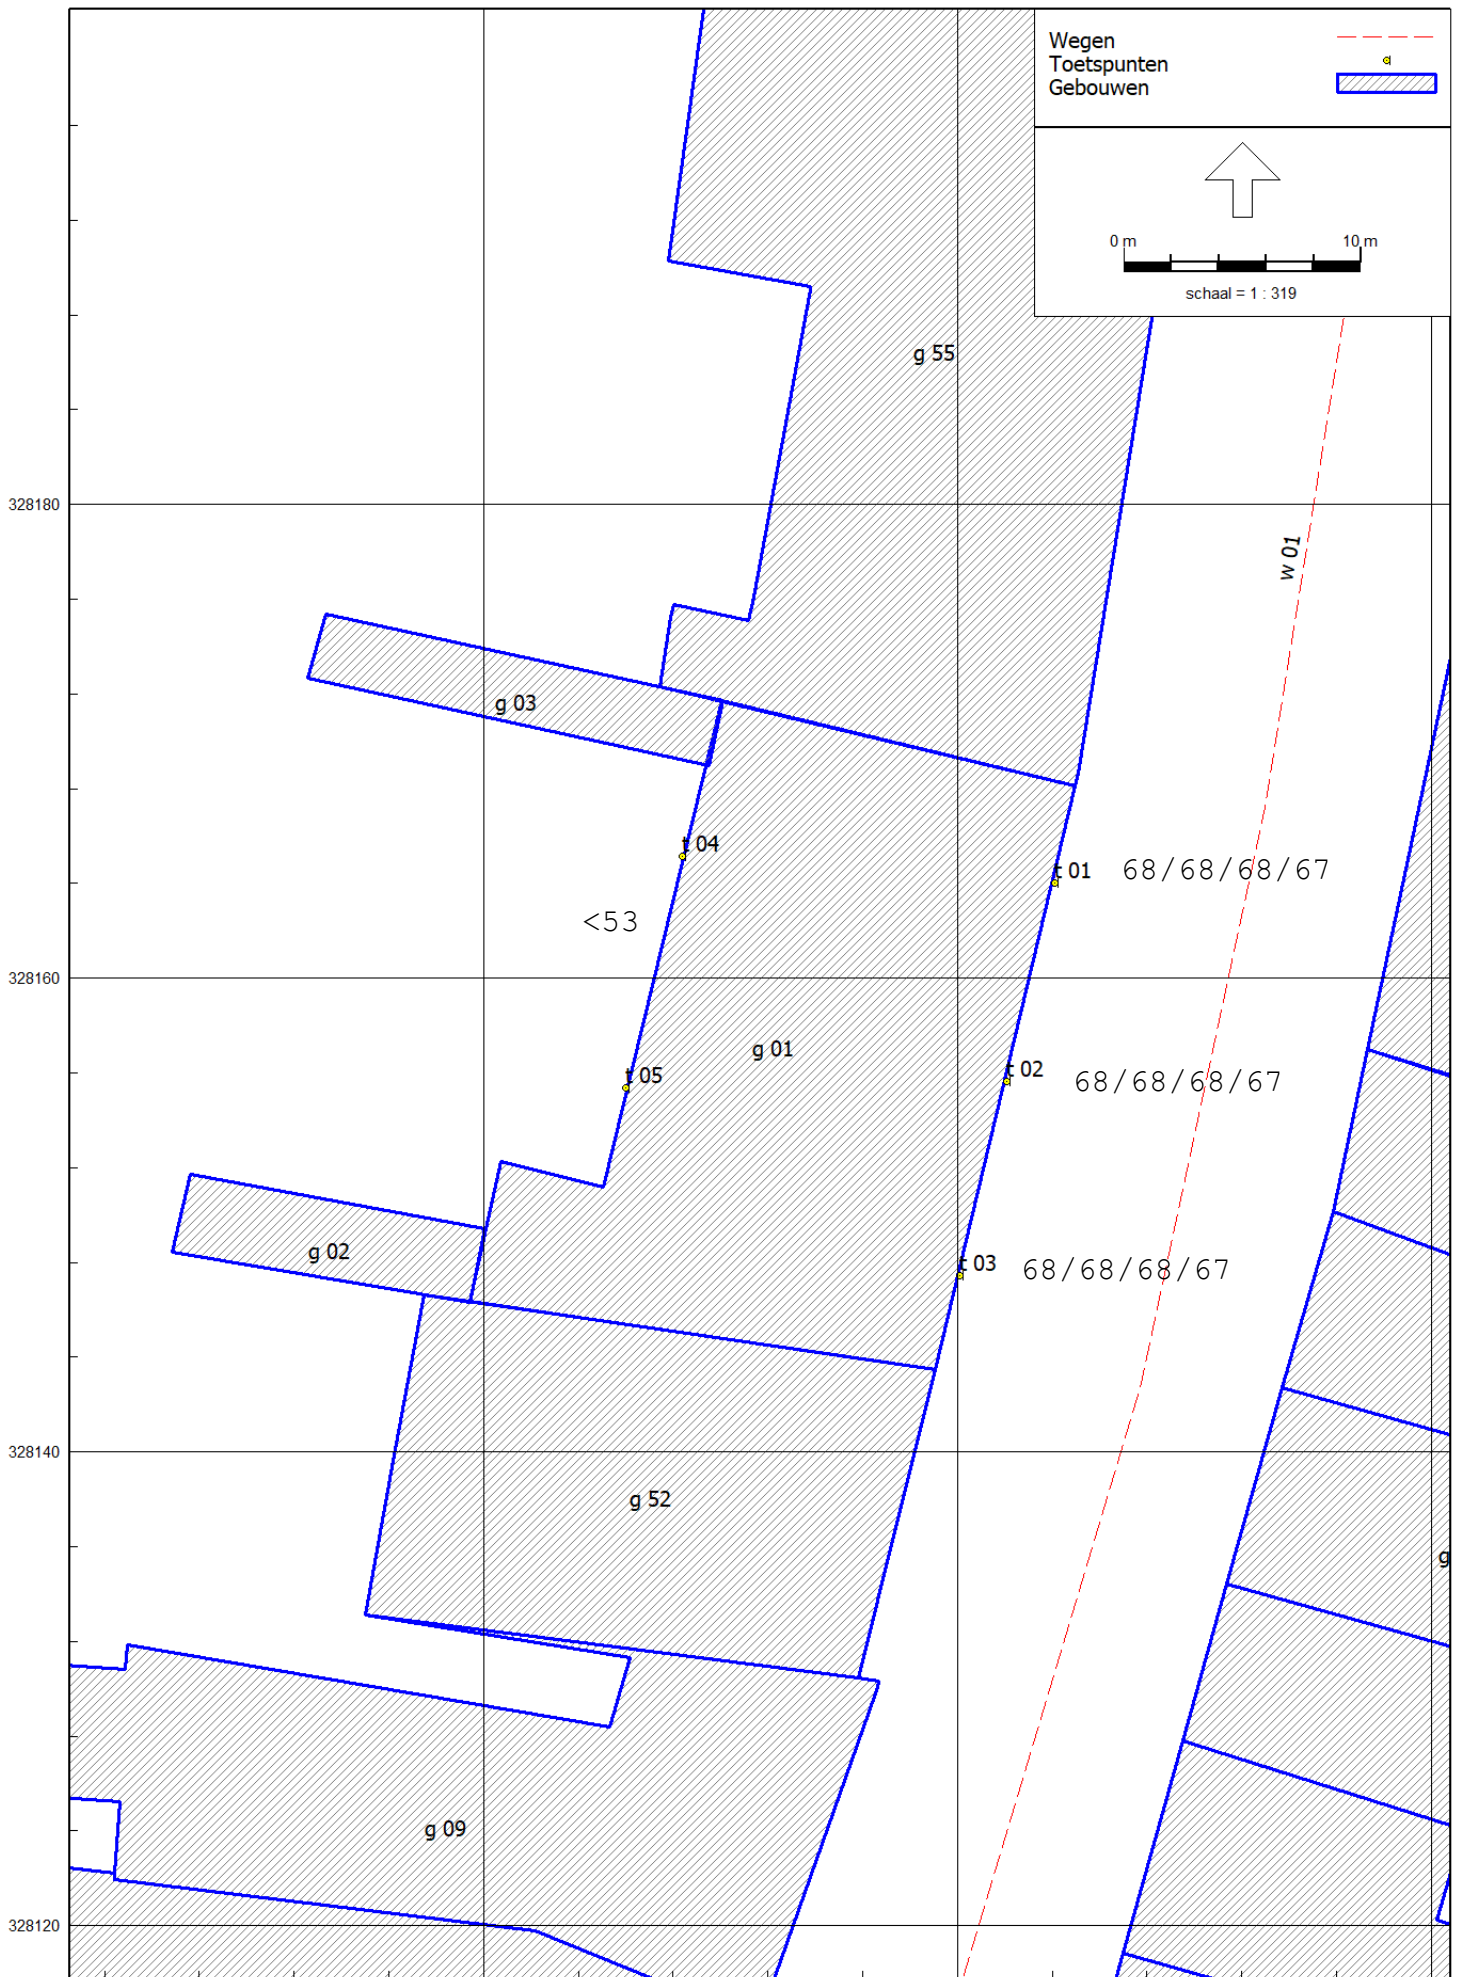 Wegen
Toetspunten
Gebouwen
0 m 10 m
schaal = 1 : 319
g 55
328180
w 01
g 03
t 04
t 01 68/68/68/67
<53
328160
g 01
t 05
t 02 68/68/68/67
g 02
t 03 68/68/68/67
328140
g 52
g
g 09
328120